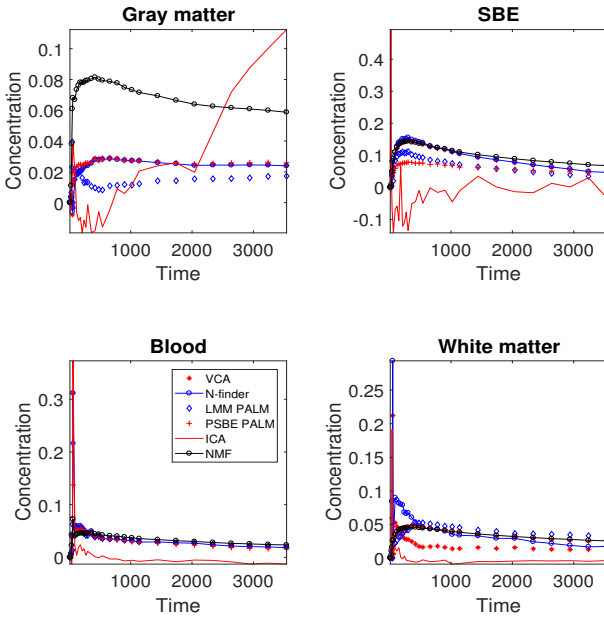 Gray matter
SBE
Concentration
0.1
0.08
0.06
0.04
0.02
0
1000 2000 3000
Time
Concentration
0.4
0.3
0.2
0.1
0
-0.1
1000 2000 3000
Time
Blood
White matter
Concentration
0.3
0.2
0.1
0
1000 2000 3000
Time
VCA
N-finder
LMM PALM
PSBE PALM
ICA
NMF
Concentration
0.25
0.2
0.15
0.1
0.05
0
1000 2000 3000
Time